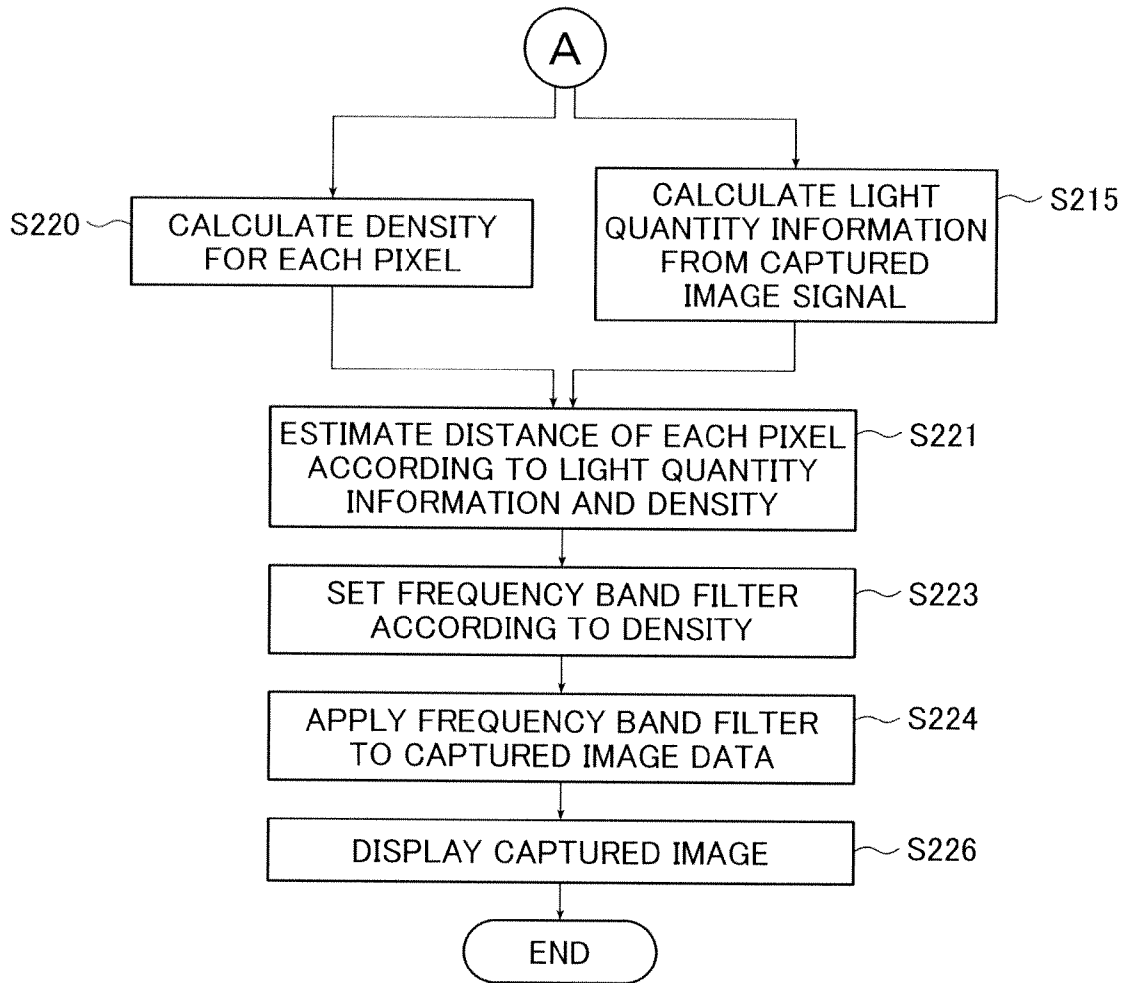 A
S220
CALCULATE DENSITY
FOR EACH PIXEL
CALCULATE LIGHT
QUANTITY INFORMATION
FROM CAPTURED
IMAGE SIGNAL
S215
ESTIMATE DISTANCE OF EACH PIXEL
ACCORDING TO LIGHT QUANTITY
INFORMATION AND DENSITY
S221
SET FREQUENCY BAND FILTER
ACCORDING TO DENSITY
S223
APPLY FREQUENCY BAND FILTER
TO CAPTURED IMAGE DATA
S224
DISPLAY CAPTURED IMAGE
S226
END